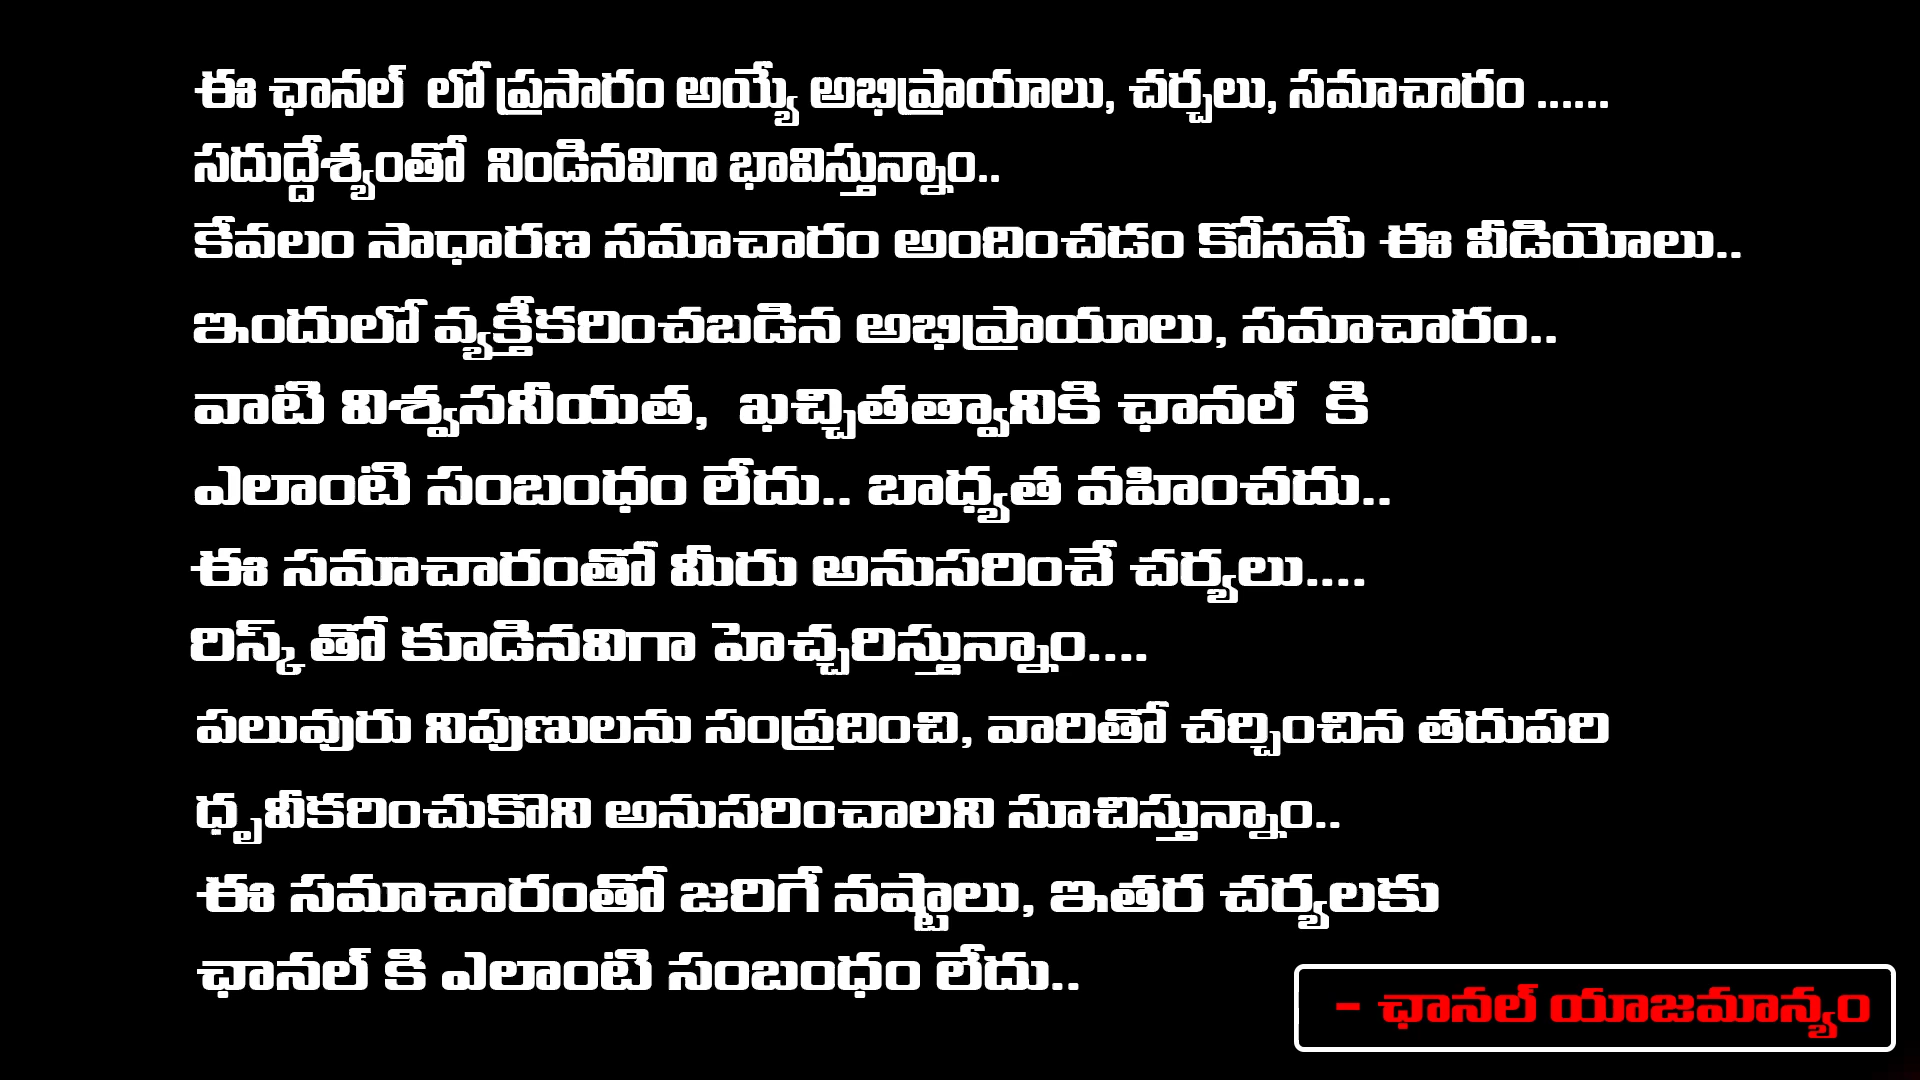 ఈ ఛానల్ లో ప్రసారం అయ్యే అభిప్రాయాలు, చర్చలు, సమాచారం ......
సదుద్దేశ్యంతో నిండినవిగా భావిస్తున్నాం..
కేవలం సాధారణ సమాచారం అందించడం కోసమే ఈ వీడియోలు..
ఇందులో వ్యక్తీకరించబడిన అభిప్రాయాలు, సమాచారం..
వాటి విశ్వసనీయత, ఖచ్చితత్వానికి ఛానల్ కి
ఎలాంటి సంబంధం లేదు.. బాధ్యత వహించదు..
ఈ సమాచారంతో మీరు అనుసరించే చర్యలు....
రిస్క్ తో కూడినవిగా హెచ్చరిస్తున్నాం....
పలువురు నిపుణులను సంప్రదించి, వారితో చర్చించిన తదుపరి
ధృవీకరించుకొని అనుసరించాలని సూచిస్తున్నాం..
ఈ సమాచారంతో జరిగే నష్టాలు, ఇతర చర్యలకు
ఛానల్ కి ఎలాంటి సంబంధం లేదు..
- ఛానల్ యాజమాన్యం